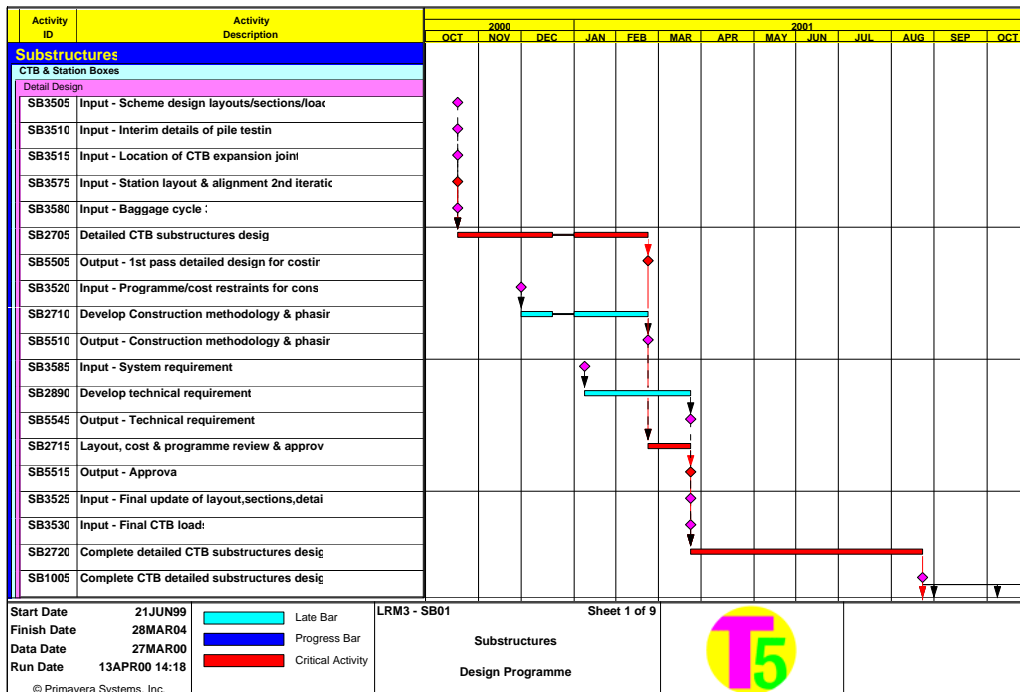 Activity Activity
ID Description
2000 2001
OCT NOV DEC JAN FEB MAR APR MAY JUN JUL AUG SEP OCT
Substructures
CTB & Station Boxes
Detail Design
SB3505 Input - Scheme design layouts/sections/loac
SB3510 Input - Interim details of pile testin
SB3515 Input - Location of CTB expansion joint
SB3575 Input - Station layout & alignment 2nd iteratic
SB3580 Input - Baggage cycle
SB2705 Detailed CTB substructures desig
SB5505 Output - 1st pass detailed design for costir
SB3520 Input - Programme/cost restraints for cons
SB2710 Develop Construction methodology & phasir
SB5510 Output - Construction methodology & phasir
SB3585 Input - System requirement
SB2890 Develop technical requirement
SB5545 Output - Technical requirement
SB2715 Layout, cost & programme review & approv
SB5515 Output - Approva
SB3525 Input - Final update of layout,sections,detai
SB3530 Input - Final CTB loads
SB2720 Complete detailed CTB substructures desig
SB1005 Complete CTB detailed substructures desig
Start Date 21JUN99
Finish Date 28MAR04
Data Date 27MAR00
Run Date 13APR00 14:18
© Primavera Systems, Inc.
Late Bar
Progress Bar
Critical Activity
LRM3 - SB01 Sheet 1 of 9
Substructures
Design Programme
T5